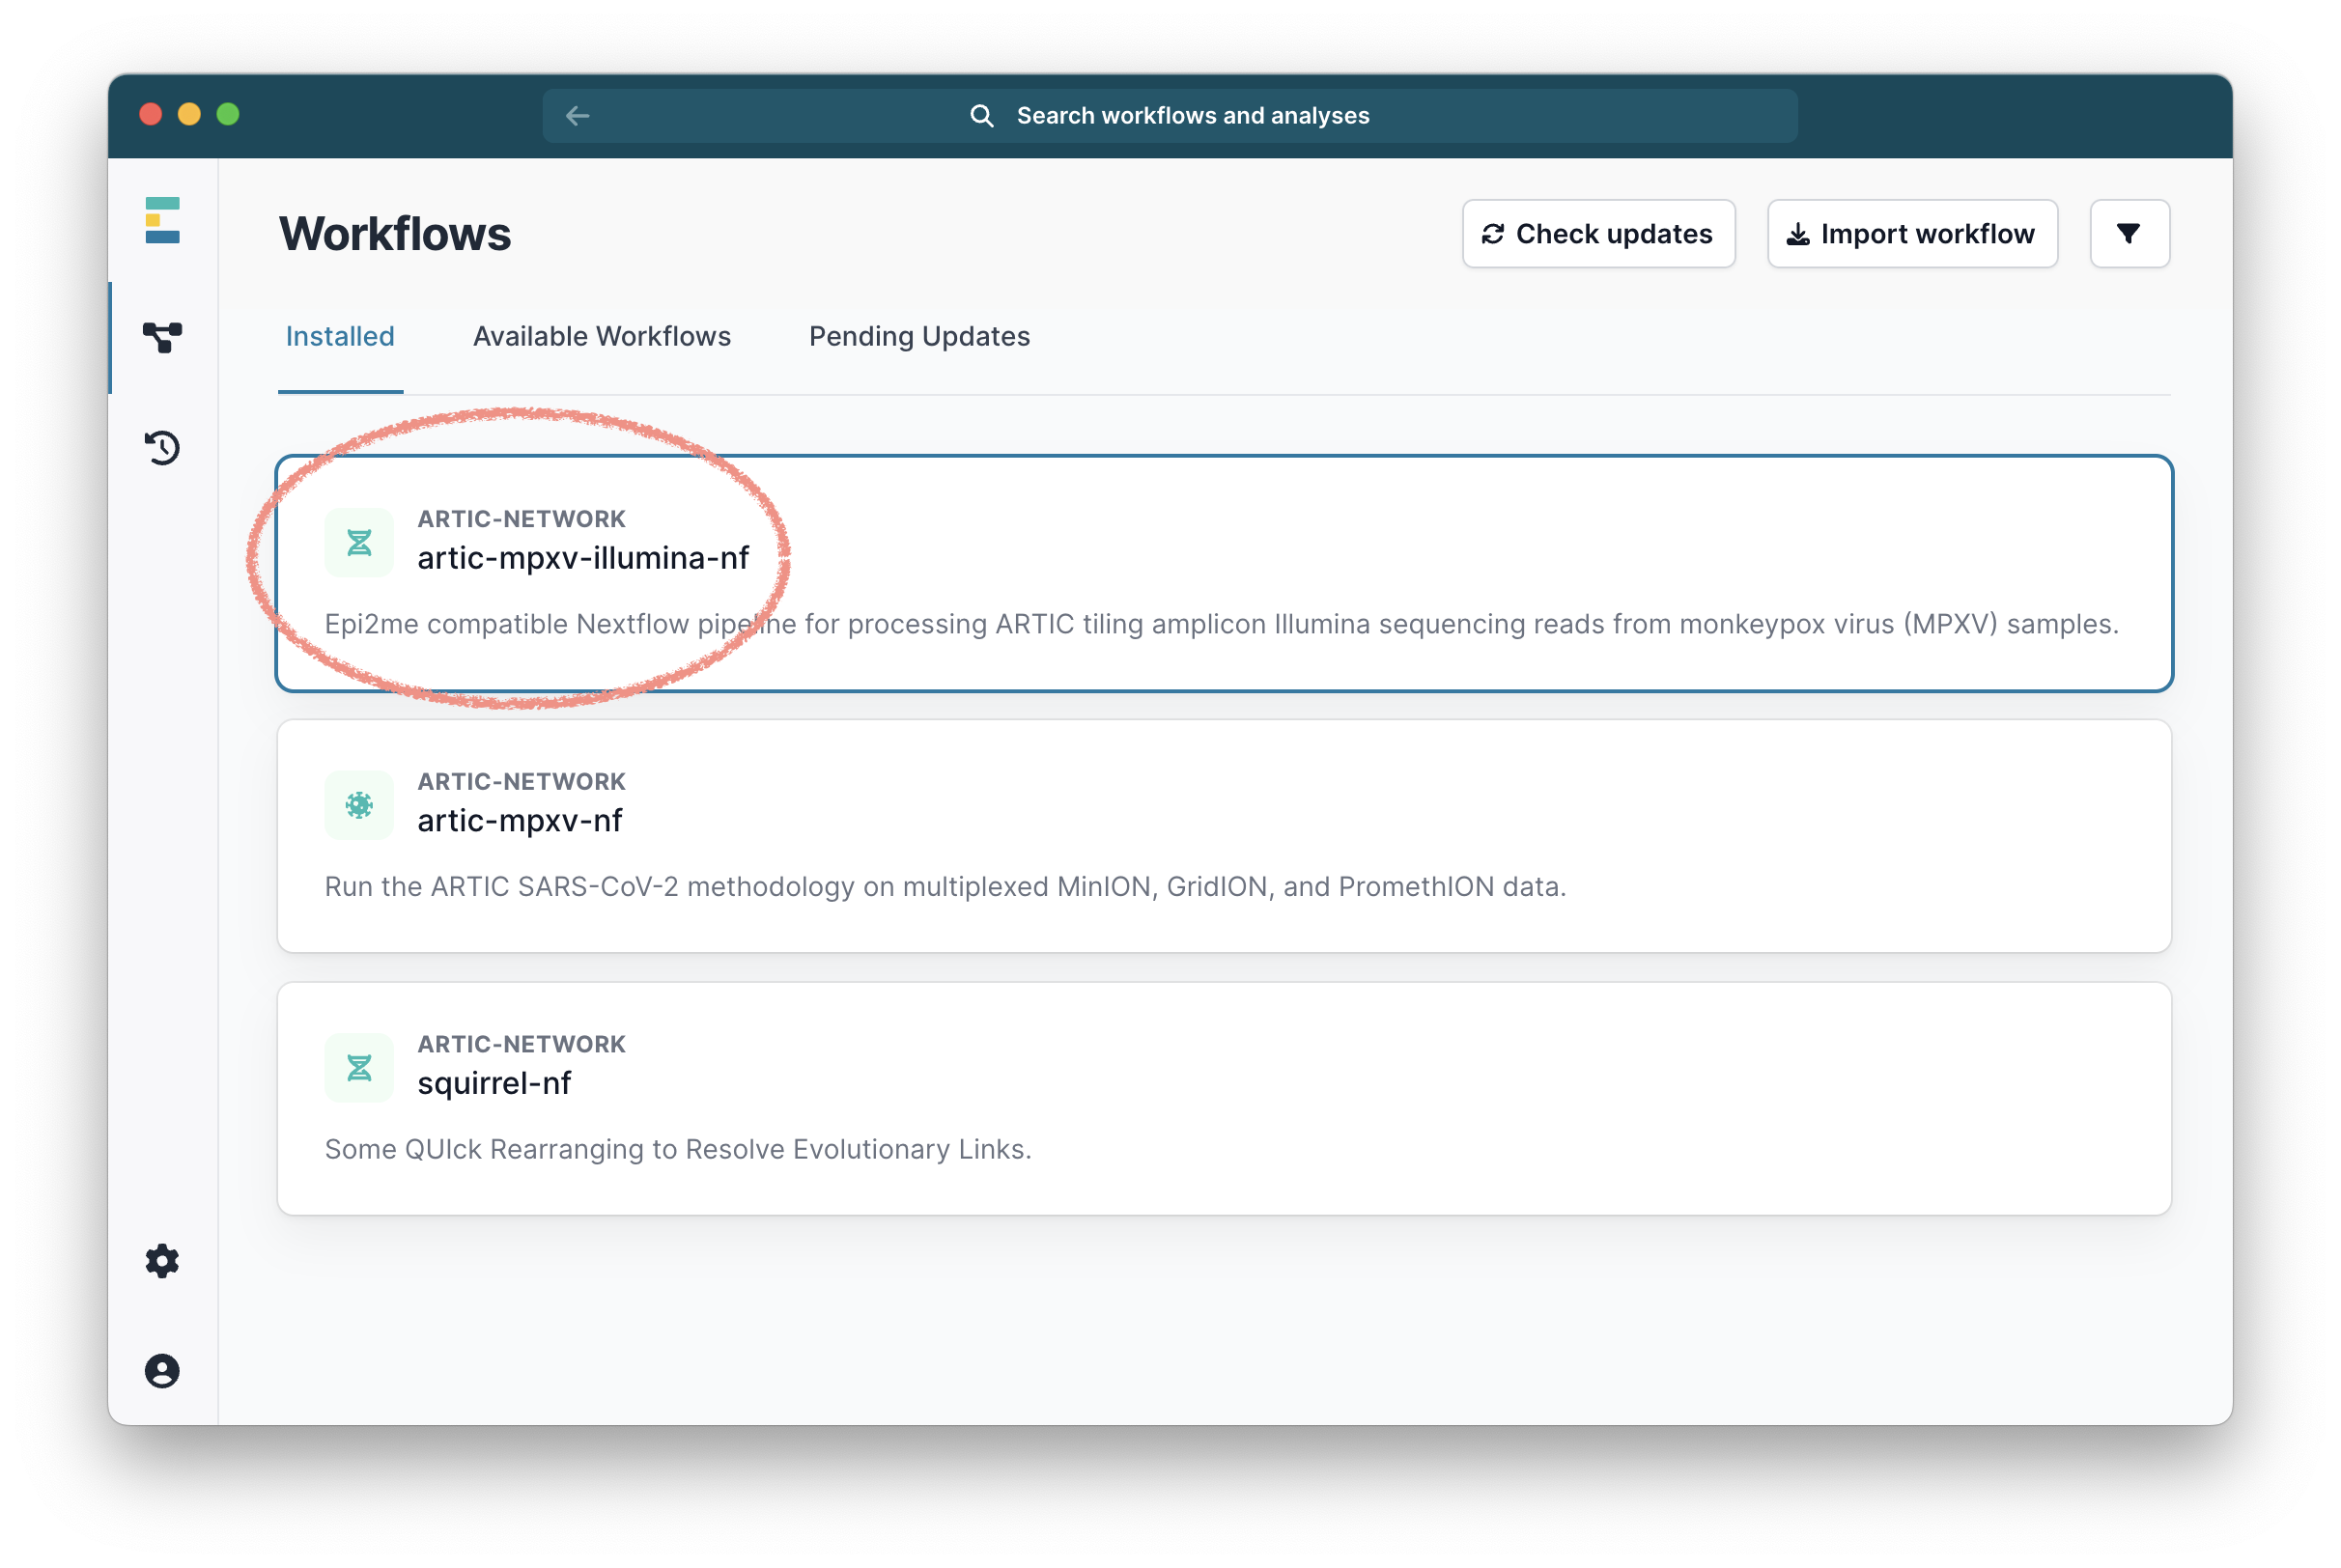 Search workflows and analyses
Workflows
Check updates
Import workflow
Installed
Available Workflows
Pending Updates
ARTIC-NETWORK
artic-mpxv-illumina-nf
Epi2me compatible Nextflow pipeline for processing ARTIC tiling amplicon Illumina sequencing reads from monkeypox virus (MPXV) samples.
ARTIC-NETWORK
artic-mpxv-nf
Run the ARTIC SARS-CoV-2 methodology on multiplexed MinION, GridION, and PromethION data.
ARTIC-NETWORK
squirrel-nf
Some QUIck Rearranging to Resolve Evolutionary Links.